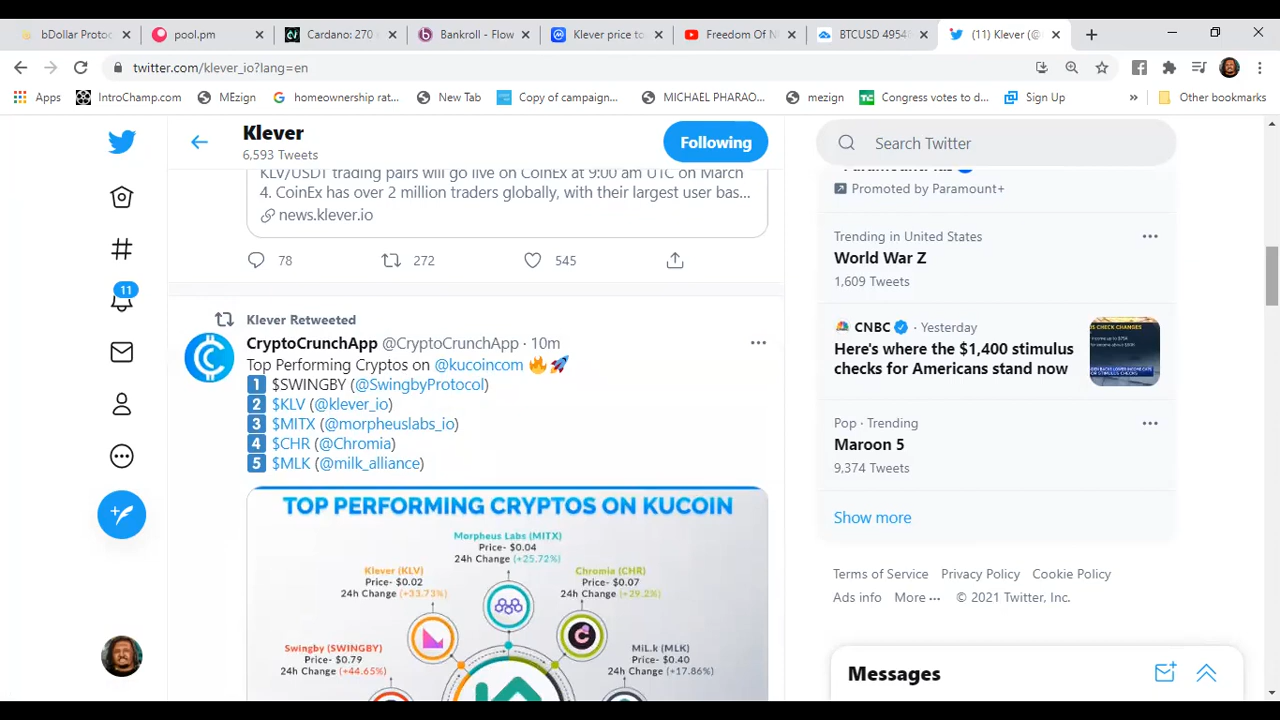 bDollar Protoc
pool.pm
Cardano: 270
Bankroll - Flow
Klever price to
Freedom Of N
BTCUSD 4954
(11) Klever (@
twitter.com/klever_io?lang=en
Apps
IntroChamp.com
MEzign
homeownership rat...
New Tab
Copy of campaign...
MICHAEL PHARAO...
mezign
Congress votes to d...
Sign Up
»
Other bookmarks
Klever
6,593 Tweets
Following
KLV/USDT trading pairs will go live on CoinEx at 9:00 am UTC on March
4. CoinEx has over 2 million traders globally, with their largest user bas...
news.klever.io
78
272
545
Klever Retweeted
CryptoCrunchApp @CryptoCrunchApp · 10m
Top Performing Cryptos on @kucoincom 🔥🚀
1 $SWINGBY (@SwingbyProtocol)
2 $KLV (@klever_io)
3 $MITX (@morpheuslabs_io)
4 $CHR (@Chromia)
5 $MLK (@milk_alliance)
TOP PERFORMING CRYPTOS ON KUCOIN
Morpheus Labs (MITX)
Price- $0.04
24h Change (+25.72%)
Klever (KLV)
Price- $0.02
24h Change (+33.73%)
Chromia (CHR)
Price- $0.07
24h Change (+29.2%)
Swingby (SWINGBY)
Price- $0.79
24h Change (+44.65%)
MiL.k (MLK)
Price- $0.40
24h Change (+17.86%)
11
Search Twitter
Promoted by Paramount+
Trending in United States
World War Z
1,609 Tweets
CNBC · Yesterday
Here's where the $1,400 stimulus
checks for Americans stand now
Pop · Trending
Maroon 5
9,374 Tweets
Show more
Terms of Service Privacy Policy Cookie Policy
Ads info More ··· © 2021 Twitter, Inc.
Messages